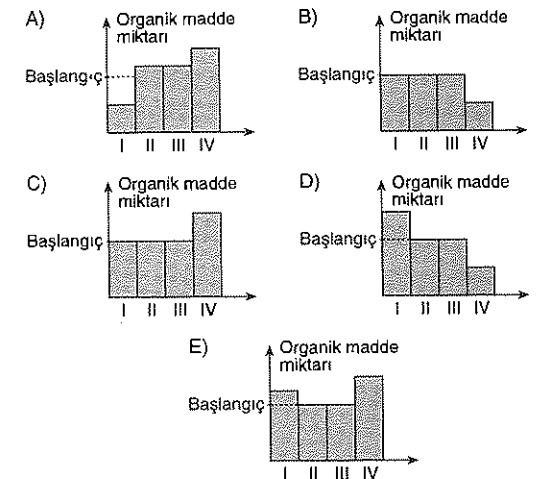 A)
Organik madde
miktarı
Başlangıç
I II III IV
B)
Organik madde
miktarı
Başlangıç
I II III IV
C)
Organik madde
miktarı
Başlangıç
I II III IV
D)
Organik madde
miktarı
Başlangıç
I II III IV
E)
Organik madde
miktarı
Başlangıç
I II III IV